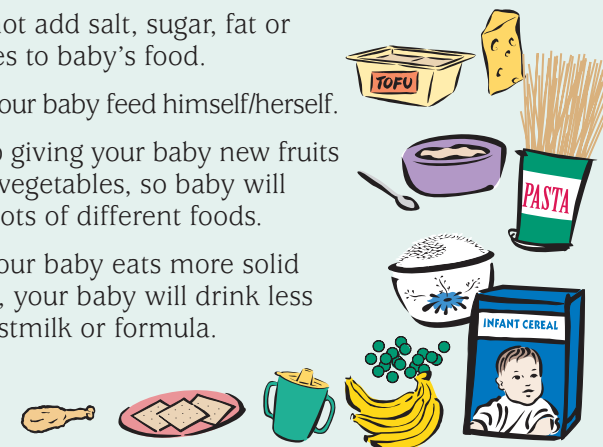 not add salt, sugar, fat or
es to baby’s food.
our baby feed himself/herself.
giving your baby new fruits
vegetables, so baby will
ots of different foods.
our baby eats more solid
, your baby will drink less
stmilk or formula.
TOFU
PASTA
INFANT CEREAL